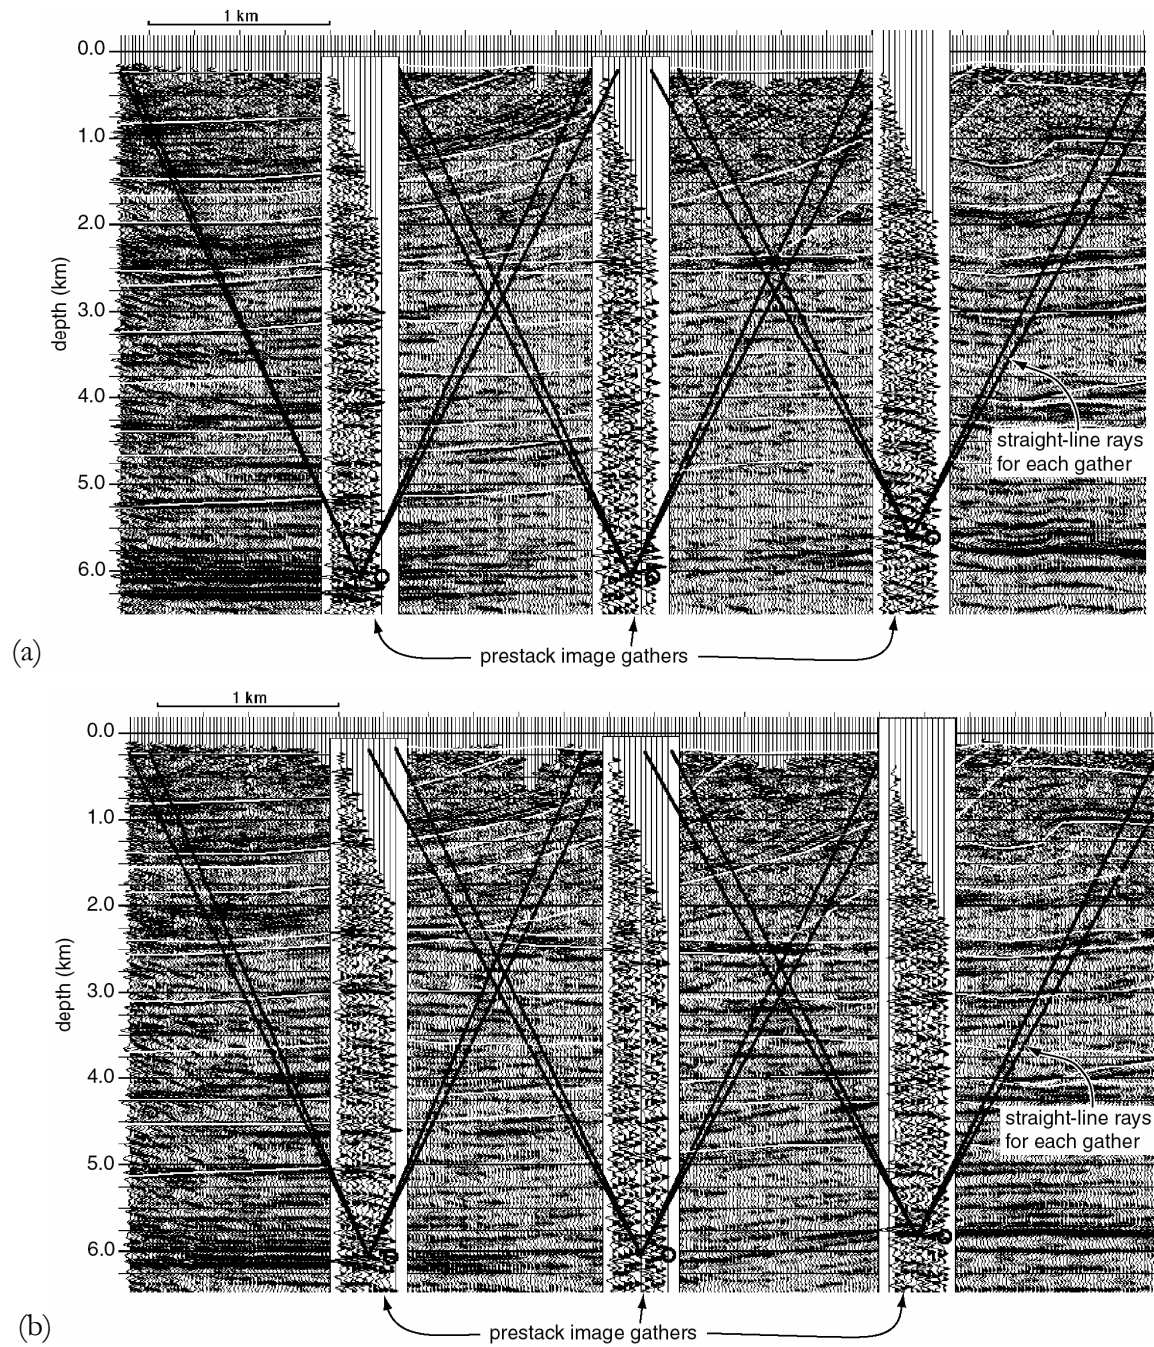 1 km
0.0
1.0
2.0
3.0
4.0
5.0
6.0
depth (km)
straight-line rays
for each gather
(a)
prestack image gathers
1 km
0.0
1.0
2.0
3.0
4.0
5.0
6.0
depth (km)
straight-line rays
for each gather
(b)
prestack image gathers